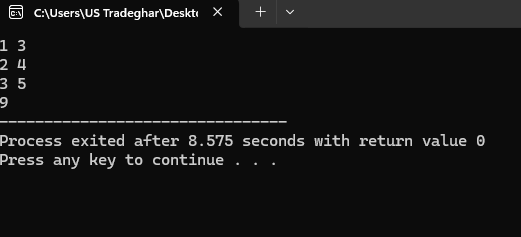 C:\Users\US Tradeghar\Deskto
1 3
2 4
3 5
9
--------------------------------
Process exited after 8.575 seconds with return value 0
Press any key to continue . . .